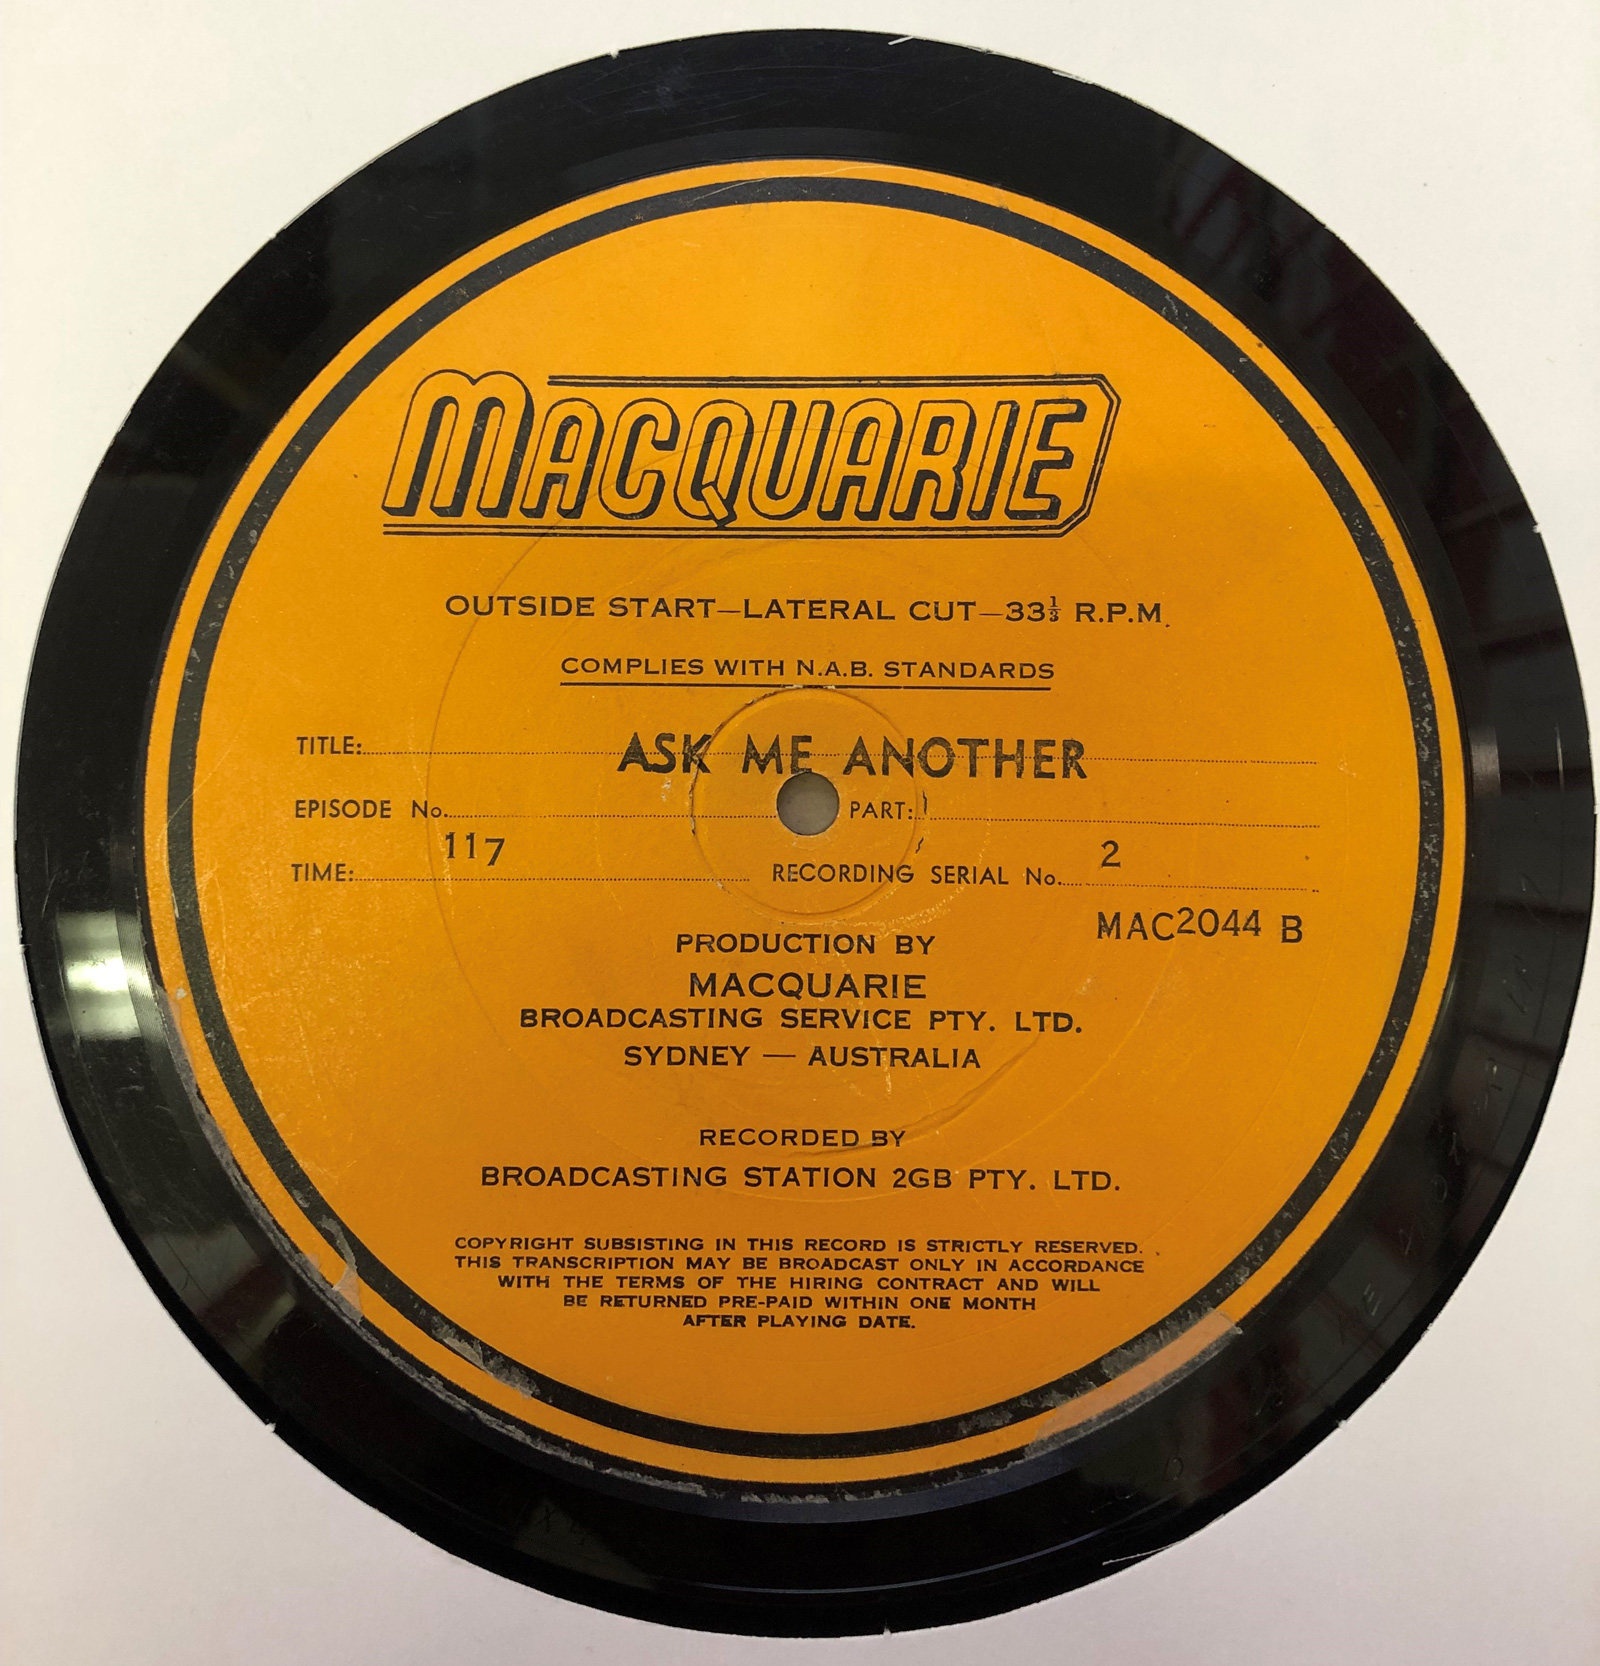 MACQUARIE
OUTSIDE START—LATERAL CUT—33⅓ R.P.M.
COMPLIES WITH N.A.B. STANDARDS
TITLE: ASK ME ANOTHER
EPISODE No. PART:
117 2
TIME: RECORDING SERIAL No.
MAC2044 B
PRODUCTION BY
MACQUARIE
BROADCASTING SERVICE PTY. LTD.
SYDNEY — AUSTRALIA
RECORDED BY
BROADCASTING STATION 2GB PTY. LTD.
COPYRIGHT SUBSISTING IN THIS RECORD IS STRICTLY RESERVED.
THIS TRANSCRIPTION MAY BE BROADCAST ONLY IN ACCORDANCE
WITH THE TERMS OF THE HIRING CONTRACT AND WILL
BE RETURNED PRE-PAID WITHIN ONE MONTH
AFTER PLAYING DATE.